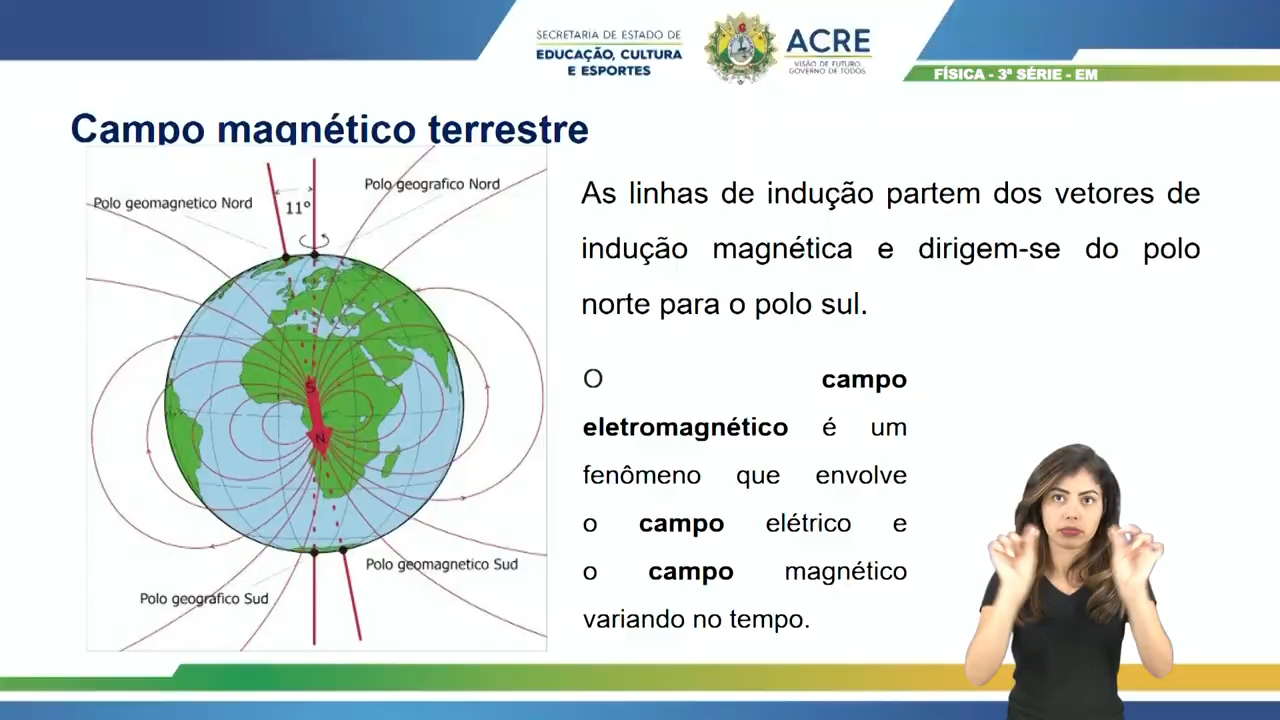 SECRETARIA DE ESTADO DE
EDUCAÇÃO, CULTURA
E ESPORTES
ACRE
VISÃO DE FUTURO,
GOVERNO DE TODOS.
FÍSICA - 3ª SÉRIE - EM
Campo magnético terrestre
Polo geografico Nord
Polo geomagnetico Nord
11°
S
N
Polo geomagnetico Sud
Polo geografico Sud
As linhas de indução partem dos vetores de
indução magnética e dirigem-se do polo
norte para o polo sul.
O campo
eletromagnético é um
fenômeno que envolve
o campo elétrico e
o campo magnético
variando no tempo.